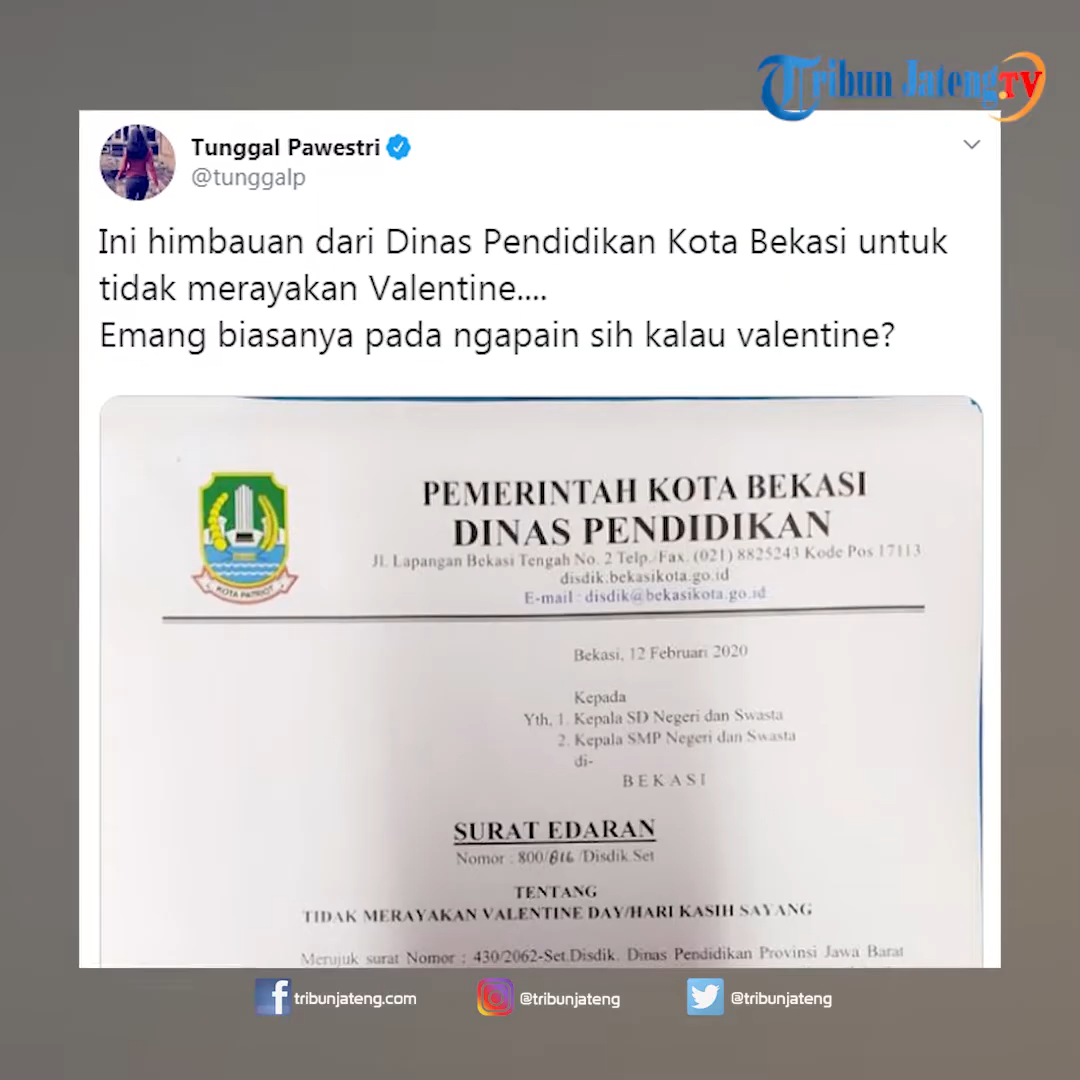 Tribun Jateng.TV
Tunggal Pawestri
@tunggalp
Ini himbauan dari Dinas Pendidikan Kota Bekasi untuk
tidak merayakan Valentine....
Emang biasanya pada ngapain sih kalau valentine?
PEMERINTAH KOTA BEKASI
DINAS PENDIDIKAN
Jl. Lapangan Bekasi Tengah No. 2 Telp./Fax. (021) 8825243 Kode Pos 17113
disdik.bekasikota.go.id
E-mail : disdik@bekasikota.go.id
KOTA PATRIOT
Bekasi, 12 Februari 2020
Kepada
Yth. 1. Kepala SD Negeri dan Swasta
2. Kepala SMP Negeri dan Swasta
di-
BEKASI
SURAT EDARAN
Nomor : 800/816 /Disdik.Set
TENTANG
TIDAK MERAYAKAN VALENTINE DAY/HARI KASIH SAYANG
Merujuk surat Nomor : 430/2062-Set.Disdik. Dinas Pendidikan Provinsi Jawa Barat
tribunjateng.com
@tribunjateng
@tribunjateng